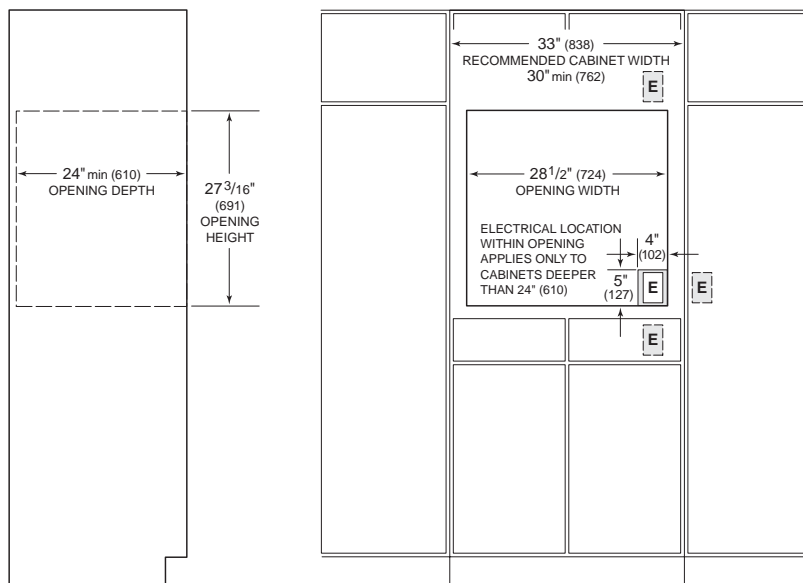 24" min (610)
OPENING DEPTH
27 3/16"
(691)
OPENING
HEIGHT
33" (838)
RECOMMENDED CABINET WIDTH
30" min (762)
E
28 1/2" (724)
OPENING WIDTH
ELECTRICAL LOCATION
WITHIN OPENING
APPLIES ONLY TO
CABINETS DEEPER
THAN 24" (610)
4"
(102)
5"
(127)
E
E
E